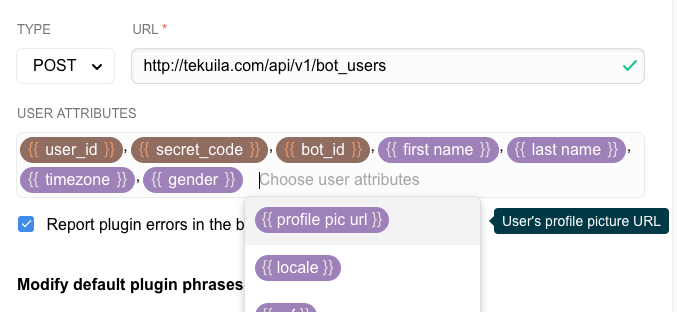 TYPE URL *
POST http://tekuila.com/api/v1/bot_users
USER ATTRIBUTES
{{ user_id }}, {{ secret_code }}, {{ bot_id }}, {{ first name }}, {{ last name }},
{{ timezone }}, {{ gender }} Choose user attributes
{{ profile pic url }} User's profile picture URL
Report plugin errors in the b
{{ locale }}
Modify default plugin phrases